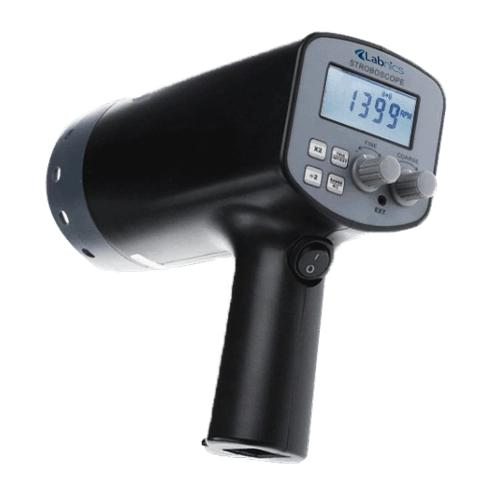 Labnics
STROBOSCOPE
1399 RPM
FINE
COARSE
X2
÷2
EXT.
I
O